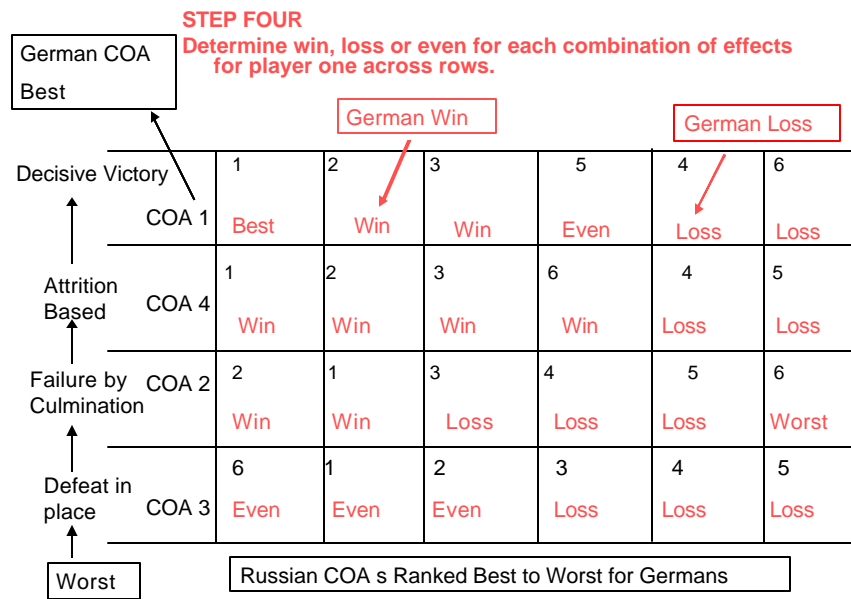 STEP FOUR
Determine win, loss or even for each combination of effects
for player one across rows.
German COA
Best
German Win
German Loss
Decisive Victory
COA 1
1 2 3 5 4 6
Best Win Win Even Loss Loss
Attrition
Based
COA 4
1 2 3 6 4 5
Win Win Win Win Loss Loss
Failure by
Culmination
COA 2
2 1 3 4 5 6
Win Win Loss Loss Loss Worst
Defeat in
place
COA 3
6 1 2 3 4 5
Even Even Even Loss Loss Loss
Worst
Russian COA s Ranked Best to Worst for Germans